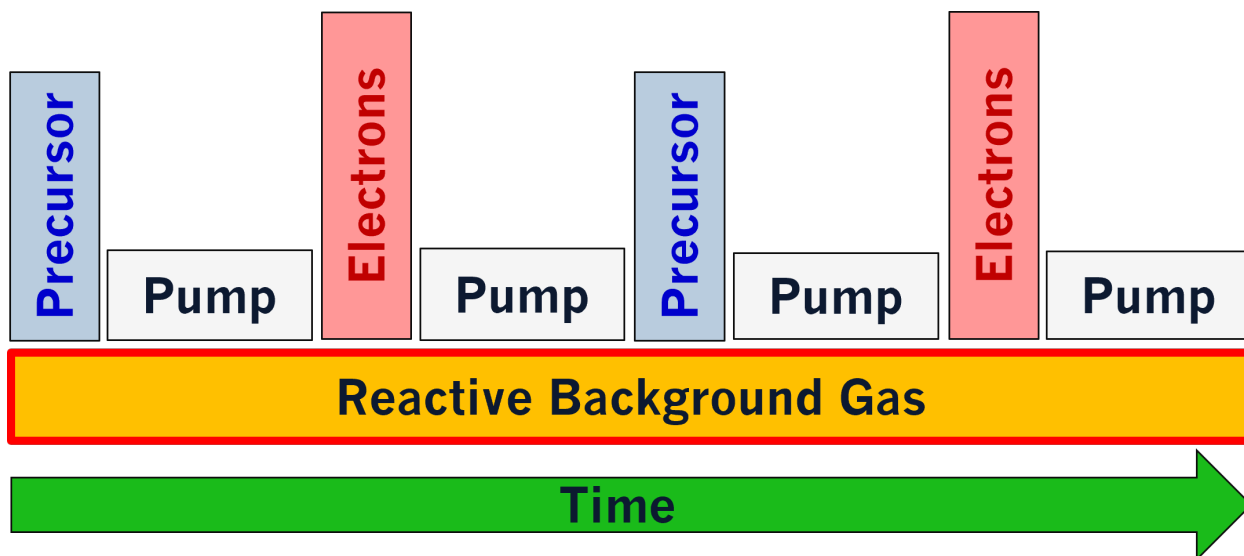 Precursor
Pump
Electrons
Pump
Precursor
Pump
Electrons
Pump
Reactive Background Gas
Time